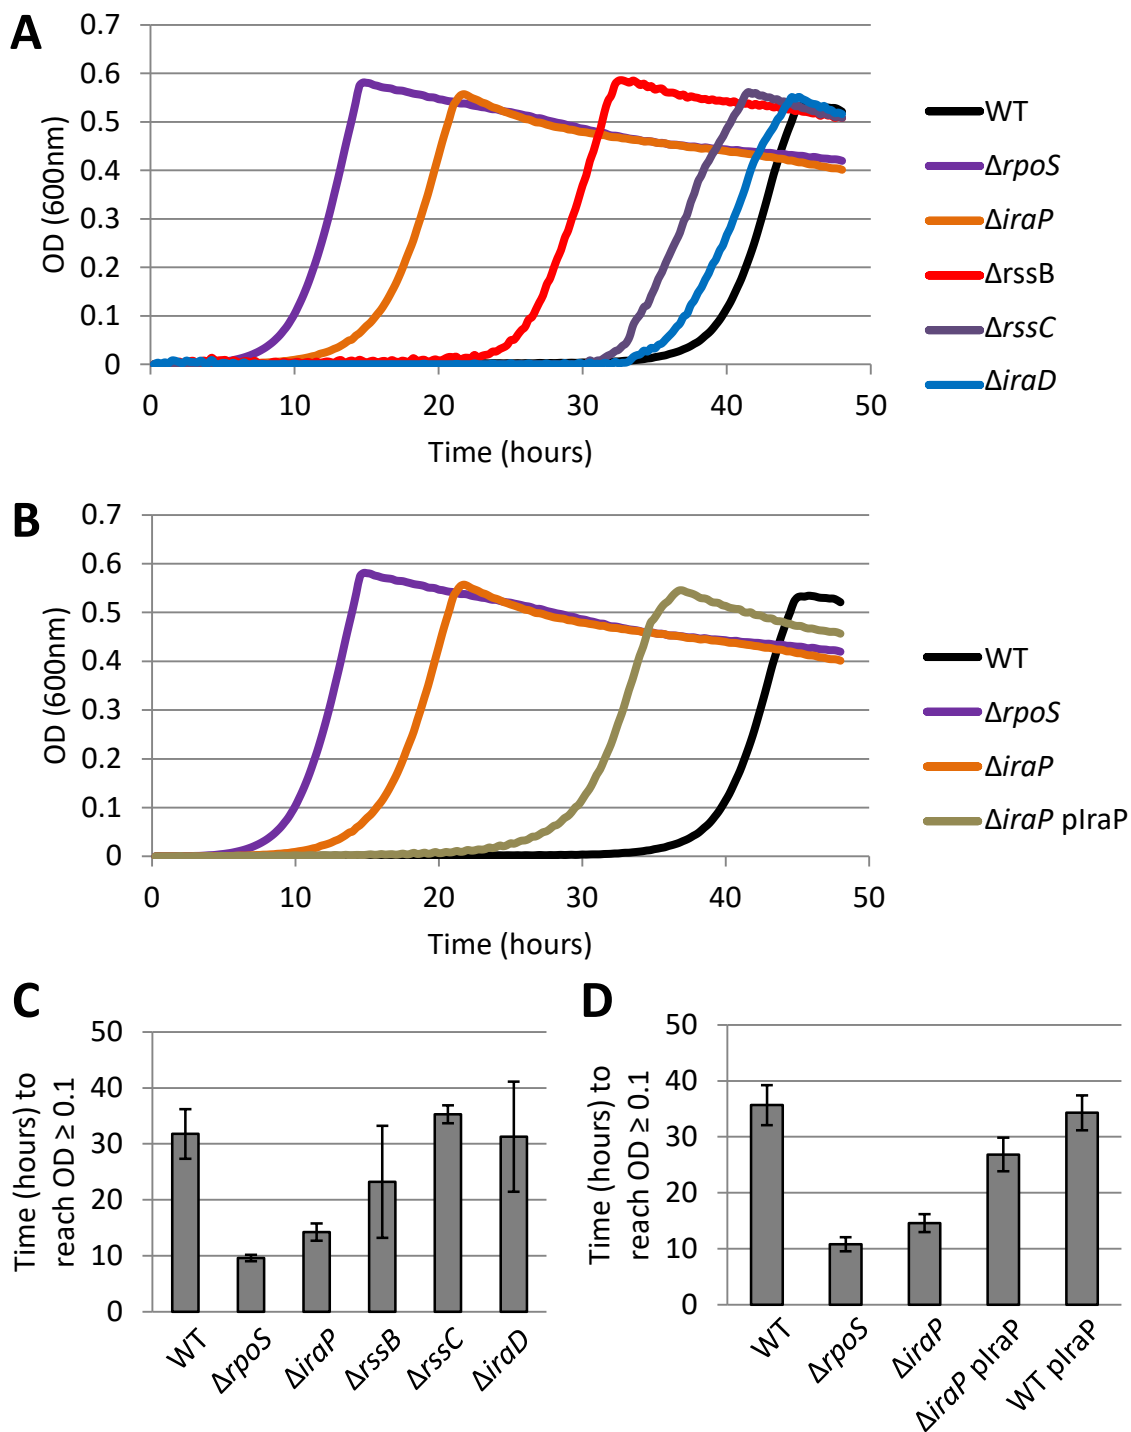 A
0.7
0.6
0.5
0.4
0.3
0.2
0.1
0
OD (600nm)
0 10 20 30 40 50
Time (hours)
WT
ΔrpoS
ΔiraP
ΔrssB
ΔrssC
ΔiraD
B
0.7
0.6
0.5
0.4
0.3
0.2
0.1
0
OD (600nm)
0 10 20 30 40 50
Time (hours)
WT
ΔrpoS
ΔiraP
ΔiraP pIraP
C
Time (hours) to
reach OD ≥ 0.1
50
40
30
20
10
0
WT
ΔrpoS
ΔiraP
ΔrssB
ΔrssC
ΔiraD
D
Time (hours) to
reach OD ≥ 0.1
50
40
30
20
10
0
WT
ΔrpoS
ΔiraP
ΔiraP pIraP
WT pIraP